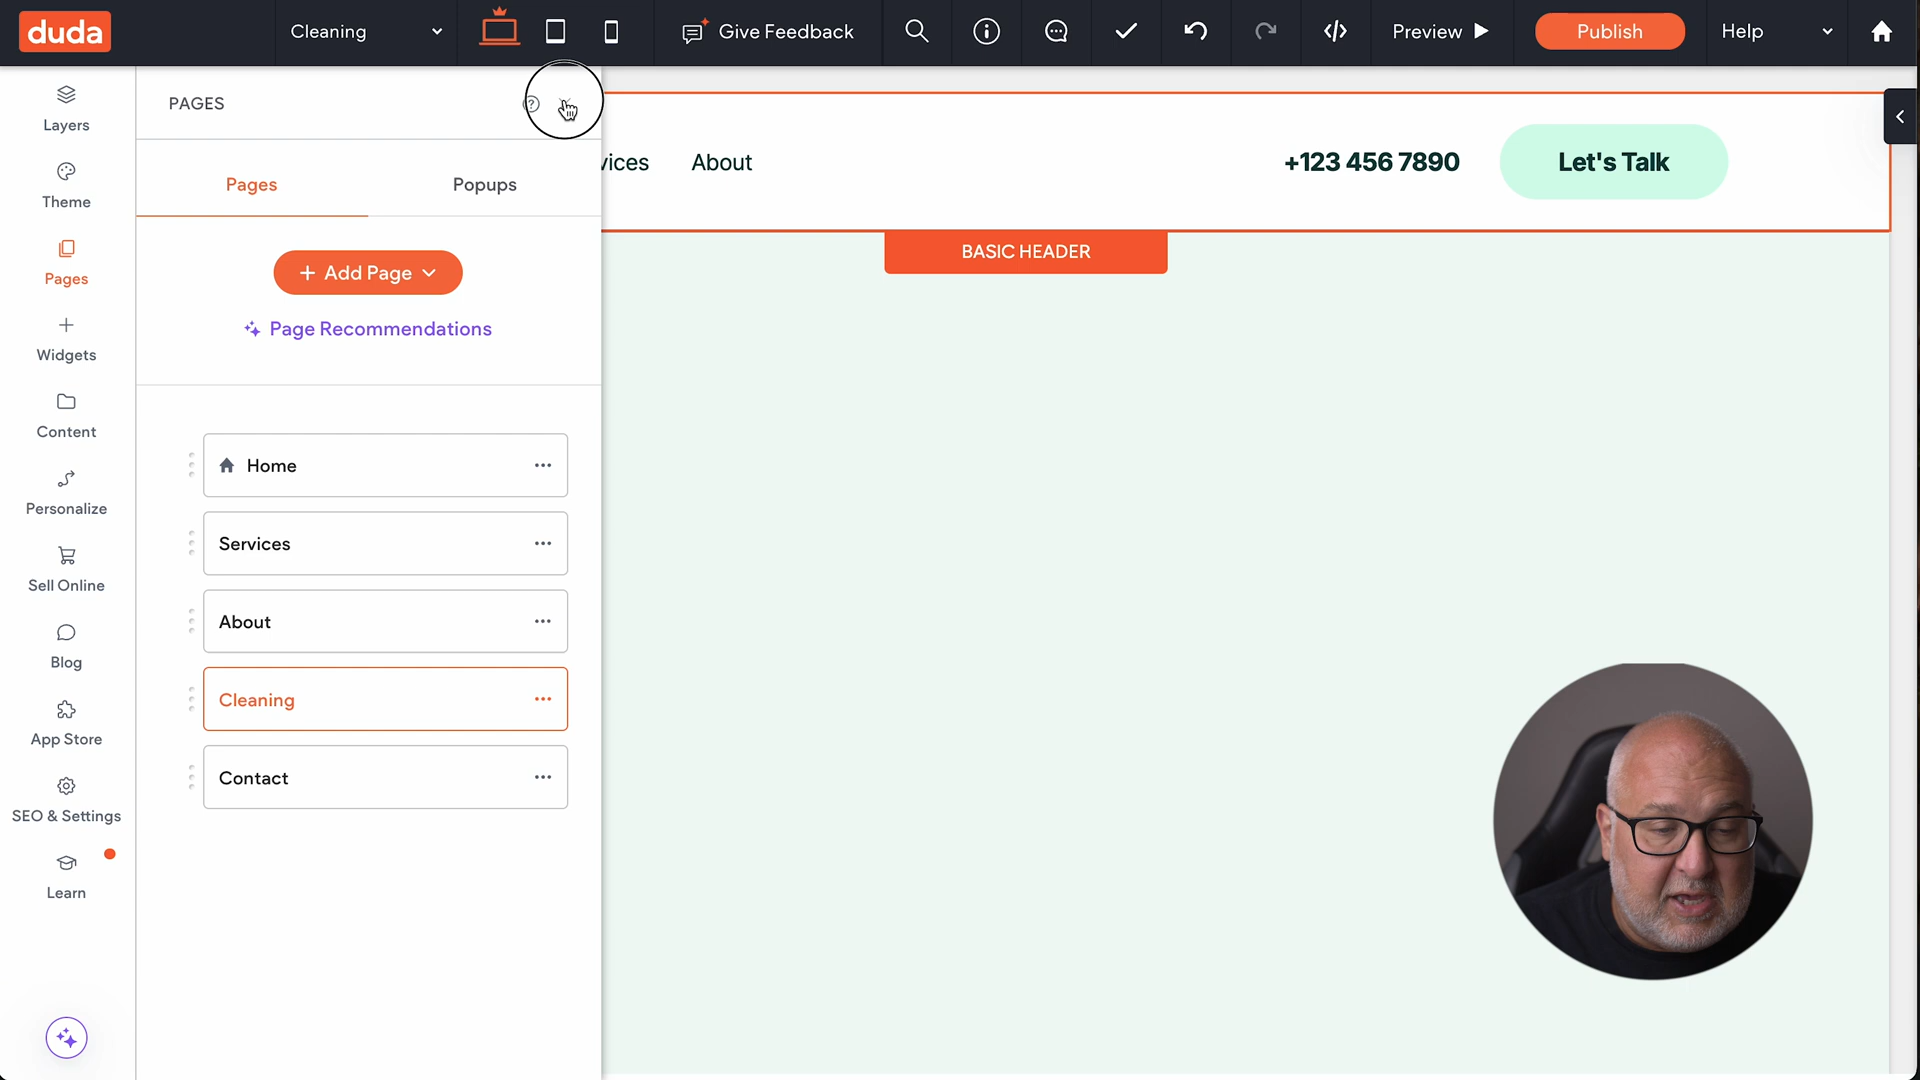 duda
Cleaning
Give Feedback
Preview
Publish
Help
Layers
Theme
Pages
Widgets
Content
Personalize
Sell Online
Blog
App Store
SEO & Settings
Learn
PAGES
?
Pages
Popups
+ Add Page
Page Recommendations
Home
Services
About
Cleaning
Contact
vices
About
+123 456 7890
Let's Talk
BASIC HEADER